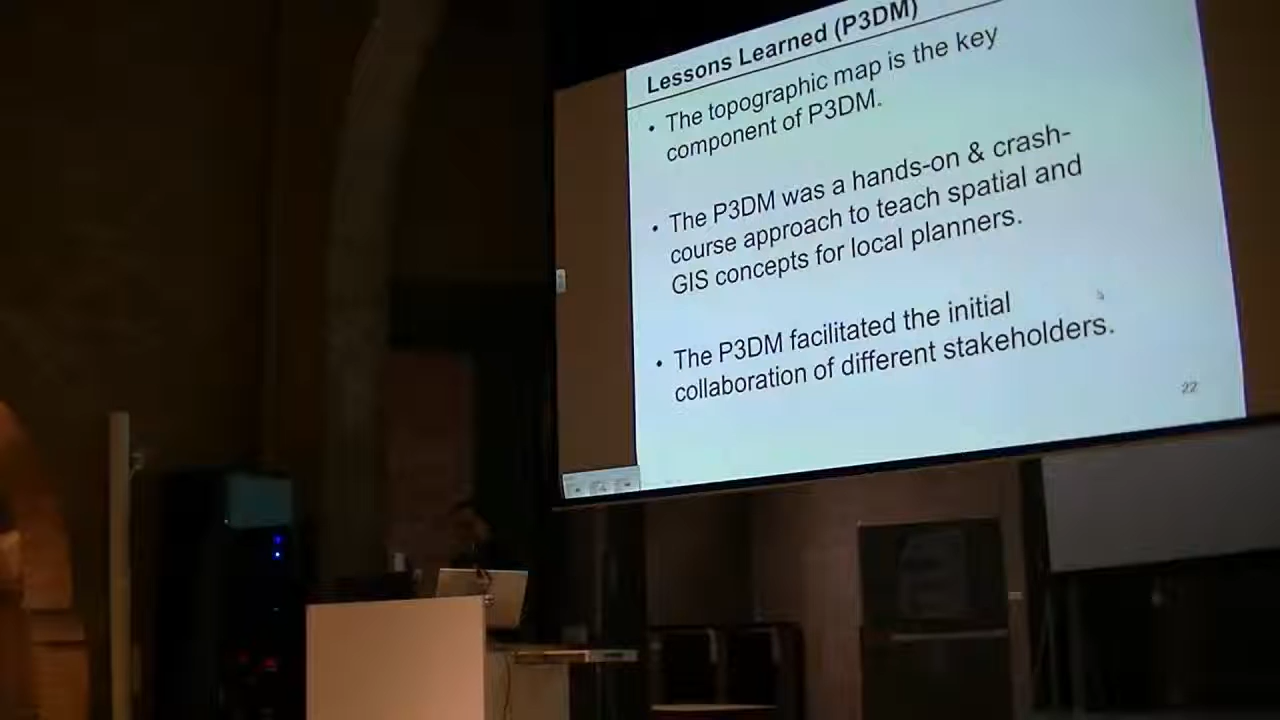 Lessons Learned (P3DM)
• The topographic map is the key
component of P3DM.
• The P3DM was a hands-on & crash-
course approach to teach spatial and
GIS concepts for local planners.
• The P3DM facilitated the initial
collaboration of different stakeholders.
22